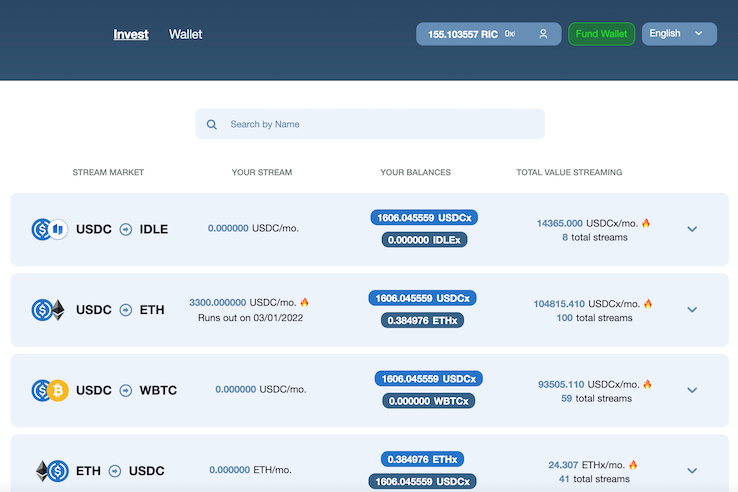 Invest Wallet 155.103557 RIC 0x Fund Wallet English
Search by Name
STREAM MARKET YOUR STREAM YOUR BALANCES TOTAL VALUE STREAMING
USDC IDLE
0.000000 USDC/mo.
1606.045559 USDCx
0.000000 IDLEx
14365.000 USDCx/mo.
8 total streams
USDC ETH
3300.000000 USDC/mo.
Runs out on 03/01/2022
1606.045559 USDCx
0.384976 ETHx
104815.410 USDCx/mo.
100 total streams
USDC WBTC
0.000000 USDC/mo.
1606.045559 USDCx
0.000000 WBTCx
93505.110 USDCx/mo.
59 total streams
ETH USDC
0.000000 ETH/mo.
0.384976 ETHx
1606.045559 USDCx
24.307 ETHx/mo.
41 total streams